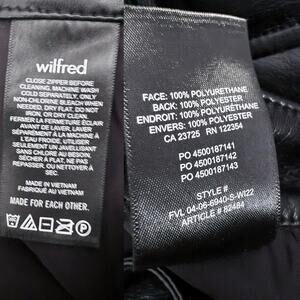 wilfred
CLOSE ZIPPER BEFORE
CLEANING. MACHINE WASH
COLD SEPARATELY. ONLY
NON-CHLORINE BLEACH WHEN
NEEDED. DRY FLAT. DO NOT
IRON OR DRY CLEAN.
FERMER LA FERMETURE ÉCLAIR
AVANT DE LAVER. LAVER
SÉPARÉMENT À LA MACHINE À
L'EAU FROIDE. UTILISER
SEULEMENT UN JAVELLISANT
SANS CHLORE AU BESOIN.
SÉCHER À PLAT. NE PAS
REPASSER, OU NETTOYER À
SEC.
MADE IN VIETNAM
FABRIQUÉ AU VIETNAM
MADE FOR EACH OTHER.
FACE: 100% POLYURETHANE
BACK: 100% POLYESTER
ENDROIT: 100% POLYURÉTHANE
ENVERS: 100% POLYESTER
CA 23725 RN 122354
PO 4500187141
PO 4500187142
PO 4500187143
STYLE #
FVL 04-06-6940-S-WI22
ARTICLE # 82464